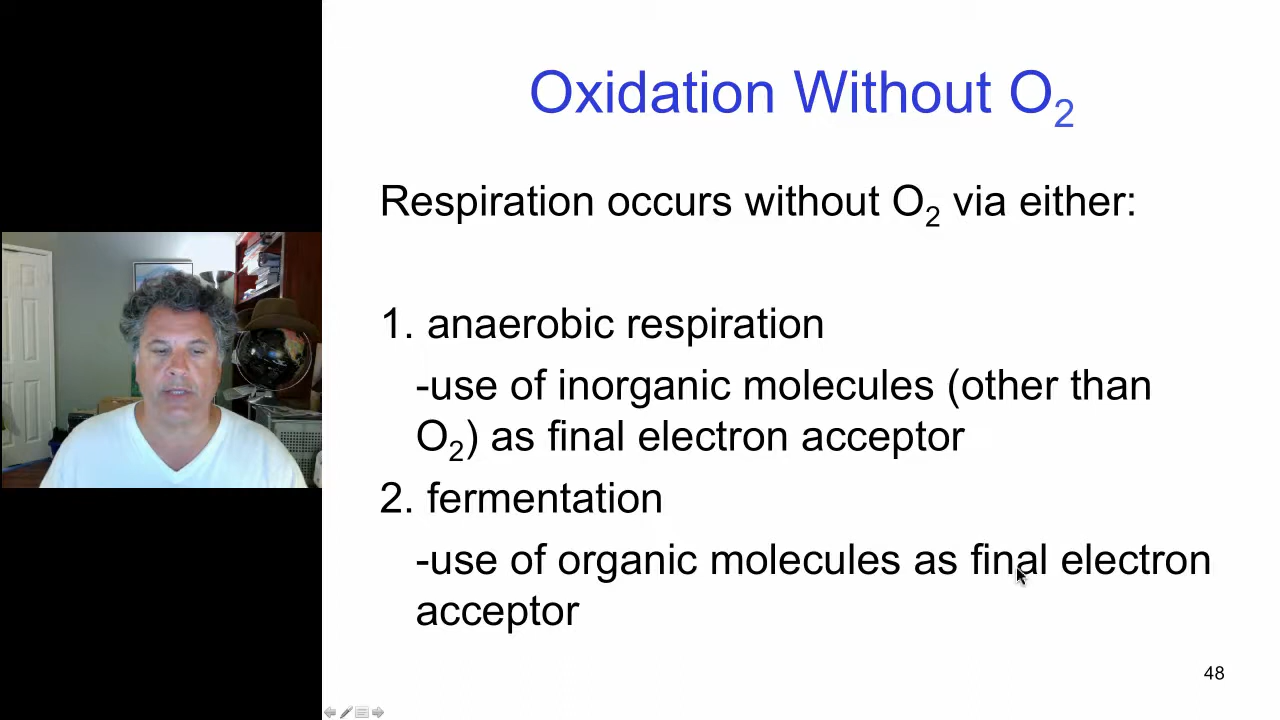 Oxidation Without O₂
Respiration occurs without O₂ via either:
1. anaerobic respiration
-use of inorganic molecules (other than
O₂) as final electron acceptor
2. fermentation
-use of organic molecules as final electron
acceptor
48